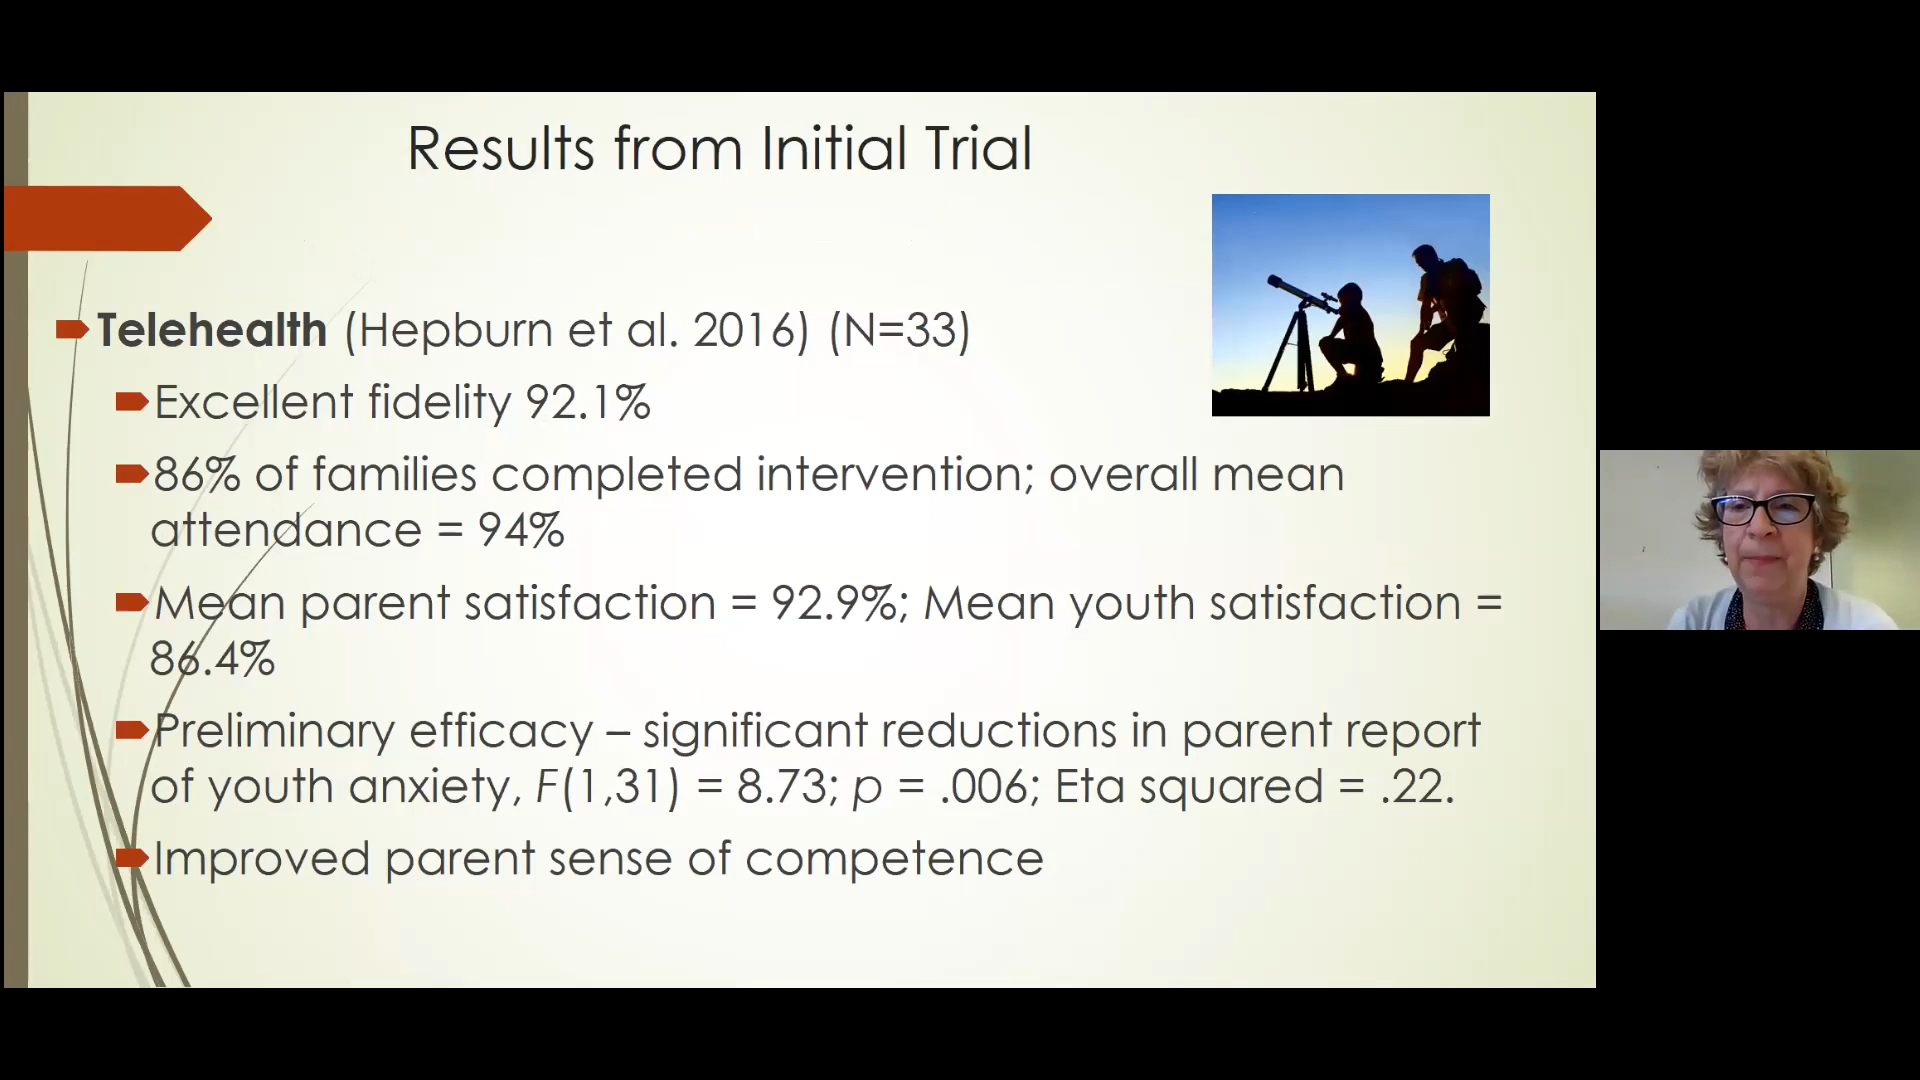 Results from Initial Trial
Telehealth (Hepburn et al. 2016) (N=33)
Excellent fidelity 92.1%
86% of families completed intervention; overall mean
attendance = 94%
Mean parent satisfaction = 92.9%; Mean youth satisfaction =
86.4%
Preliminary efficacy – significant reductions in parent report
of youth anxiety, F(1,31) = 8.73; p = .006; Eta squared = .22.
Improved parent sense of competence